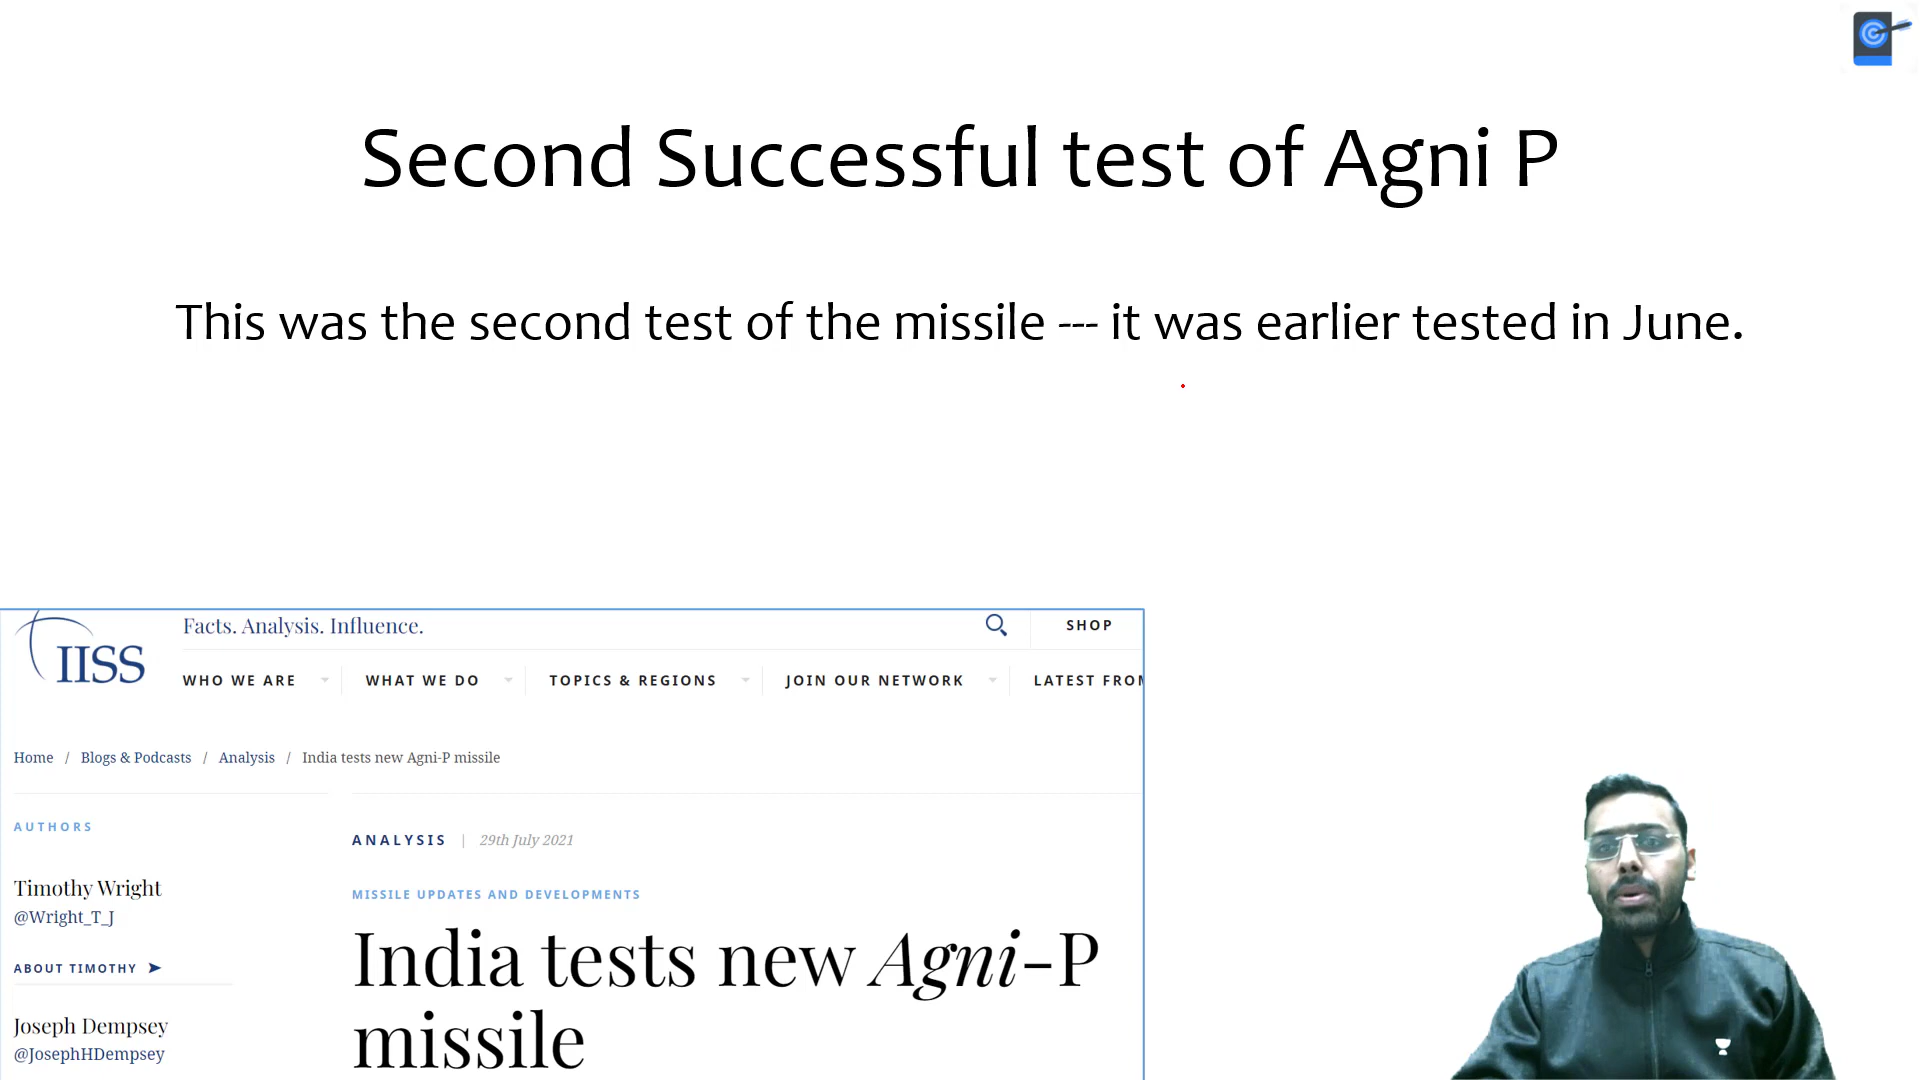 Second Successful test of Agni P
This was the second test of the missile --- it was earlier tested in June.
IISS
Facts. Analysis. Influence.
SHOP
WHO WE ARE
WHAT WE DO
TOPICS & REGIONS
JOIN OUR NETWORK
LATEST FROM
Home / Blogs & Podcasts / Analysis / India tests new Agni-P missile
AUTHORS
Timothy Wright
@Wright_T_J
ABOUT TIMOTHY
Joseph Dempsey
@JosephHDempsey
ANALYSIS | 29th July 2021
MISSILE UPDATES AND DEVELOPMENTS
India tests new Agni-P
missile